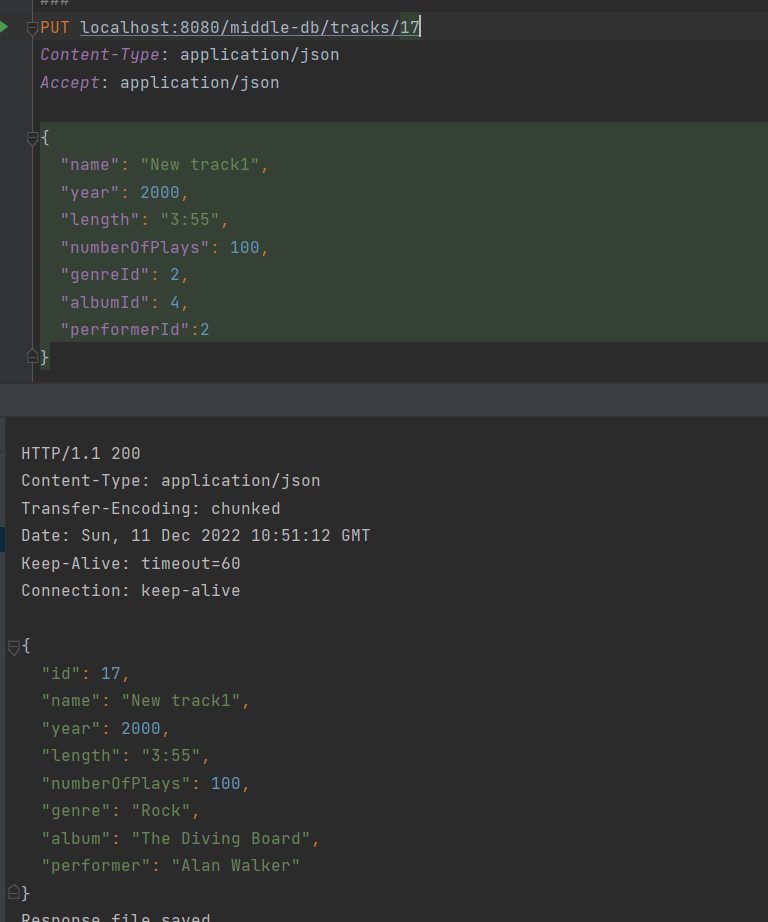 ###
PUT localhost:8080/middle-db/tracks/17
Content-Type: application/json
Accept: application/json
{
"name": "New track1",
"year": 2000,
"length": "3:55",
"numberOfPlays": 100,
"genreId": 2,
"albumId": 4,
"performerId":2
}
HTTP/1.1 200
Content-Type: application/json
Transfer-Encoding: chunked
Date: Sun, 11 Dec 2022 10:51:12 GMT
Keep-Alive: timeout=60
Connection: keep-alive
{
"id": 17,
"name": "New track1",
"year": 2000,
"length": "3:55",
"numberOfPlays": 100,
"genre": "Rock",
"album": "The Diving Board",
"performer": "Alan Walker"
}
Response file saved